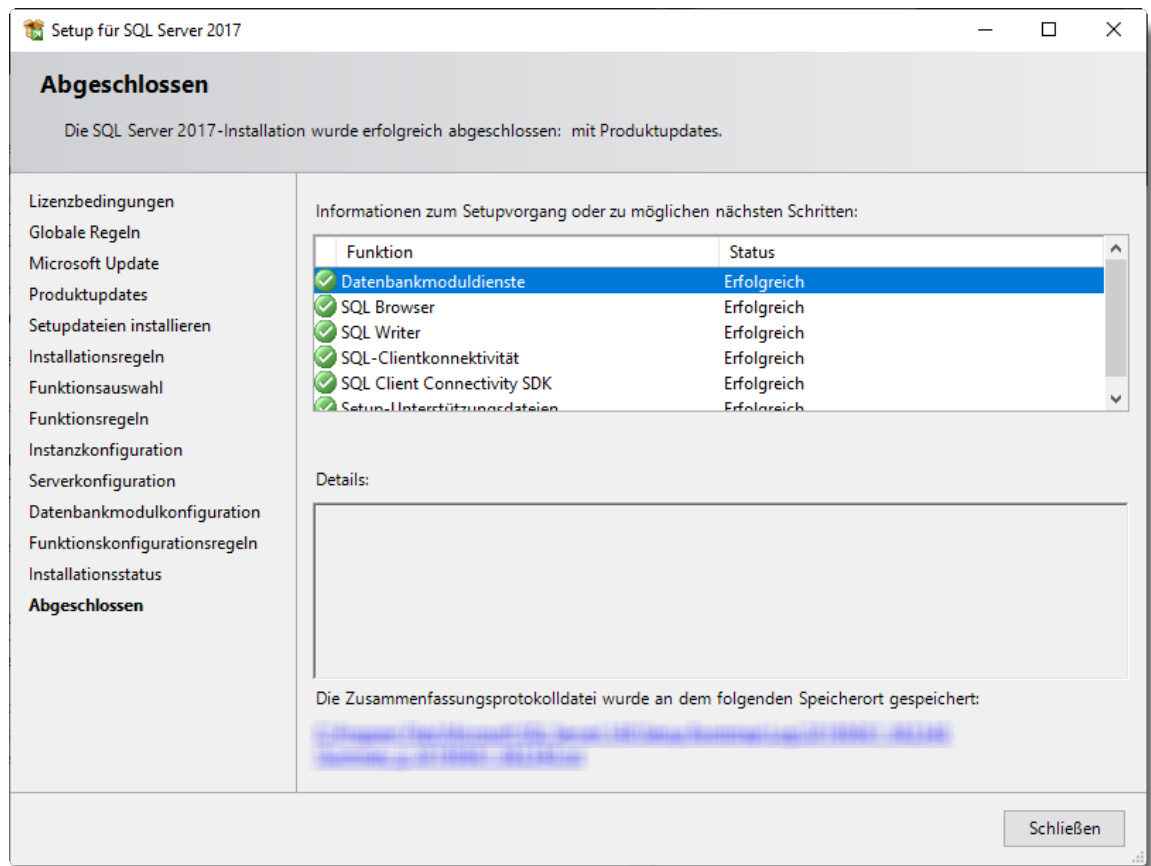 Setup für SQL Server 2017
Abgeschlossen
Die SQL Server 2017-Installation wurde erfolgreich abgeschlossen:  mit Produktupdates.
Lizenzbedingungen
Globale Regeln
Microsoft Update
Produktupdates
Setupdateien installieren
Installationsregeln
Funktionsauswahl
Funktionsregeln
Instanzkonfiguration
Serverkonfiguration
Datenbankmodulkonfiguration
Funktionskonfigurationsregeln
Installationsstatus
Abgeschlossen
Informationen zum Setupvorgang oder zu möglichen nächsten Schritten:
Funktion Status
Datenbankmoduldienste Erfolgreich
SQL Browser Erfolgreich
SQL Writer Erfolgreich
SQL-Clientkonnektivität Erfolgreich
SQL Client Connectivity SDK Erfolgreich
Setup-Unterstützungsdateien Erfolgreich
Details:
Die Zusammenfassungsprotokolldatei wurde an dem folgenden Speicherort gespeichert:
Schließen